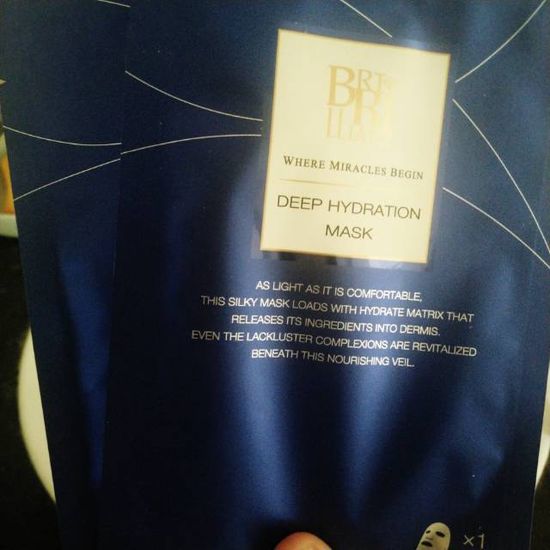 WHERE MIRACLES BEGIN
DEEP HYDRATION
MASK
AS LIGHT AS IT IS COMFORTABLE,
THIS SILKY MASK LOADS WITH HYDRATE MATRIX THAT
RELEASES ITS INGREDIENTS INTO DERMIS.
EVEN THE LACKLUSTER COMPLEXIONS ARE REVITALIZED
BENEATH THIS NOURISHING VEIL.
×1